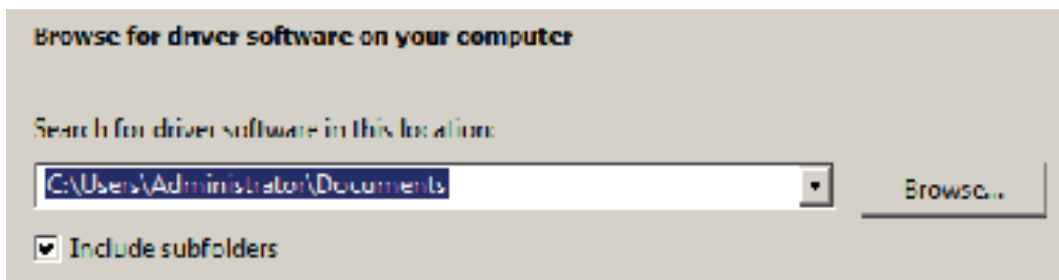 Browse for driver software on your computer
Search for driver software in this location:
C:\Users\Administrator\Documents
Browse...
Include subfolders